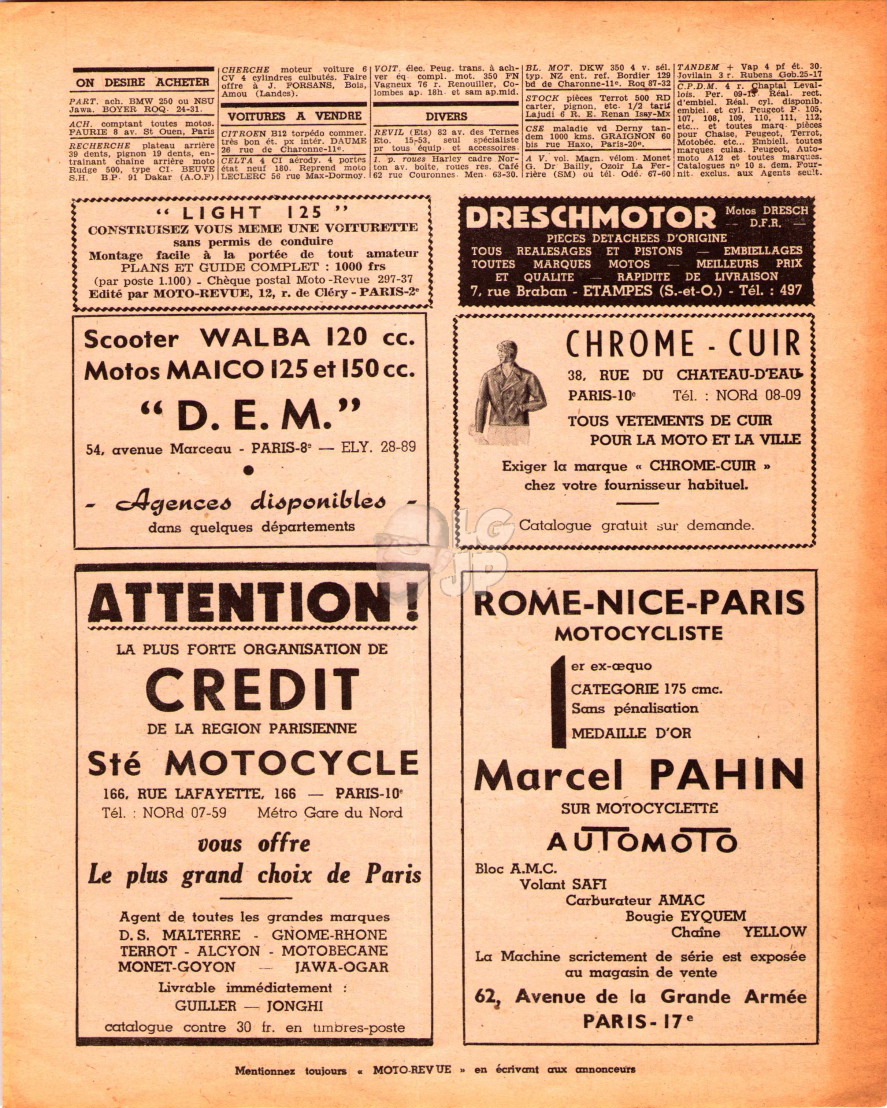 ON DESIRE ACHETER
PART. ach. BMW 250 ou NSU
Jawa. BOYER ROQ. 24-31.
ACH. comptant toutes motos.
FAURIE 8 av. St Ouen, Paris
RECHERCHE plateau arrière
39 dents, pignon 19 dents, en-
traînant chaîne arrière moto
Rudge 500, type CI. BEUVE
S.H. B.P. 91 Dakar (A.O.F)
CHERCHE moteur voiture 6
CV 4 cylindres culbutés. Faire
offre à J. FORSANS, Bois,
Amou (Landes).
VOITURES A VENDRE
CITROEN B12 torpédo commer.
très bon ét. px intér. DAUME
86 rue de Charonne-11e.
CELTA 4 CI aérody. 4 portes
état neuf 180. Reprend moto
LECLERC 56 rue Max-Dormoy.
VOIT. élec. Peug. trans. à ach-
ver éq. compl. mot. 350 FN
Vagneux 76 r. Renouiller, Co-
lombes ap. 18h. et sam ap.mid.
DIVERS
REVIL (Ets) 82 av. des Ternes
Eto. 15-53, seul spécialiste
pr tous équip et accessoires
1. p. roues Harley cadre Nor-
ton av. boîte, roues res. Café
62 rue Couronnes. Men. 63-30.
BL. MOT. DKW 350 4 v. sél.
typ. NZ ent. ref. Bordier 129
bd de Charonne-11e. Roq 87-32
STOCK pièces Terrot 500 RD
carter, pignon, etc. 1/2 tarif
Lajudi 6 R. E. Renan Issy-Mx
CSE maladie vd Derny tan-
dem 1000 kms. GRAIGNON 60
bis rue Haxo, Paris-20e.
A V. vol. Magn. vélom. Monet
G. Dr Bailly, Ozoir La Fer-
rière (SM) ou tél. Odé. 67-60
TANDEM + Vap 4 pf ét. 30.
Jovilain 3 r. Rubens Gob.25-17
C.P.D.M. 4 r. Chaptal Leval-
lois. Per. 09-15 Réal. rect.
d'embiel. Réal. cyl. disponib.
embiel. et cyl. Peugeot P. 105,
107, 108, 109, 110, 111, 112,
etc... et toutes marq. pièces
pour Chaise, Peugeot, Terrot,
Motobéc. etc... Embiell. toutes
marques culas. Peugeot, Auto-
moto A12 et toutes marques.
Catalogues nº 10 s. dem. Four-
nit. exclus. aux Agents seult.
" LIGHT 125 "
CONSTRUISEZ VOUS MEME UNE VOITURETTE
sans permis de conduire
Montage facile à la portée de tout amateur
PLANS ET GUIDE COMPLET : 1000 frs
(par poste 1.100) - Chèque postal Moto-Revue 297-37
Edité par MOTO-REVUE, 12, r. de Cléry - PARIS-2e
DRESCHMOTOR Motos DRESCH
— D.F.R. —
PIECES DETACHEES D'ORIGINE
TOUS REALESAGES ET PISTONS — EMBIELLAGES
TOUTES MARQUES MOTOS — MEILLEURS PRIX
ET QUALITE — RAPIDITE DE LIVRAISON
7, rue Braban - ETAMPES (S.-et-O.) - Tél. : 497
Scooter WALBA 120 cc.
Motos MAICO 125 et 150 cc.
" D. E. M. "
54, avenue Marceau - PARIS-8e — ELY. 28-89
- Agences disponibles -
dans quelques départements
CHROME - CUIR
38, RUE DU CHATEAU-D'EAU
PARIS-10e Tél. : NORd 08-09
TOUS VETEMENTS DE CUIR
POUR LA MOTO ET LA VILLE
Exiger la marque « CHROME-CUIR »
chez votre fournisseur habituel.
Catalogue gratuit sur demande.
LG
JP
ATTENTION !
LA PLUS FORTE ORGANISATION DE
CREDIT
DE LA REGION PARISIENNE
Sté MOTOCYCLE
166, RUE LAFAYETTE, 166 — PARIS-10e
Tél. : NORd 07-59 Métro Gare du Nord
vous offre
Le plus grand choix de Paris
Agent de toutes les grandes marques
D.S. MALTERRE - GNOME-RHONE
TERROT - ALCYON - MOTOBECANE
MONET-GOYON — JAWA-OGAR
Livrable immédiatement :
GUILLER — JONGHI
catalogue contre 30 fr. en timbres-poste
ROME-NICE-PARIS
MOTOCYCLISTE
1er ex-æquo
CATEGORIE 175 cmc.
Sans pénalisation
MEDAILLE D'OR
Marcel PAHIN
SUR MOTOCYCLETTE
AUTOMOTO
Bloc A.M.C.
Volant SAFI
Carburateur AMAC
Bougie EYQUEM
Chaîne YELLOW
La Machine scrictement de série est exposée
au magasin de vente
62, Avenue de la Grande Armée
PARIS-17e
Mentionnez toujours « MOTO-REVUE » en écrivant aux annonceurs